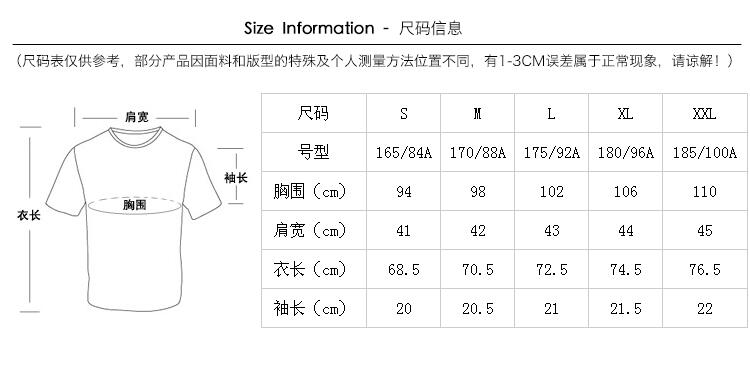 Size Information - 尺码信息
（尺码表仅供参考，部分产品因面料和版型的特殊及个人测量方法位置不同，有1-3CM误差属于正常现象，请谅解！）
肩宽
袖长
胸围
衣长
尺码 S M L XL XXL
号型 165/84A 170/88A 175/92A 180/96A 185/100A
胸围（cm） 94 98 102 106 110
肩宽（cm） 41 42 43 44 45
衣长（cm） 68.5 70.5 72.5 74.5 76.5
袖长（cm） 20 20.5 21 21.5 22